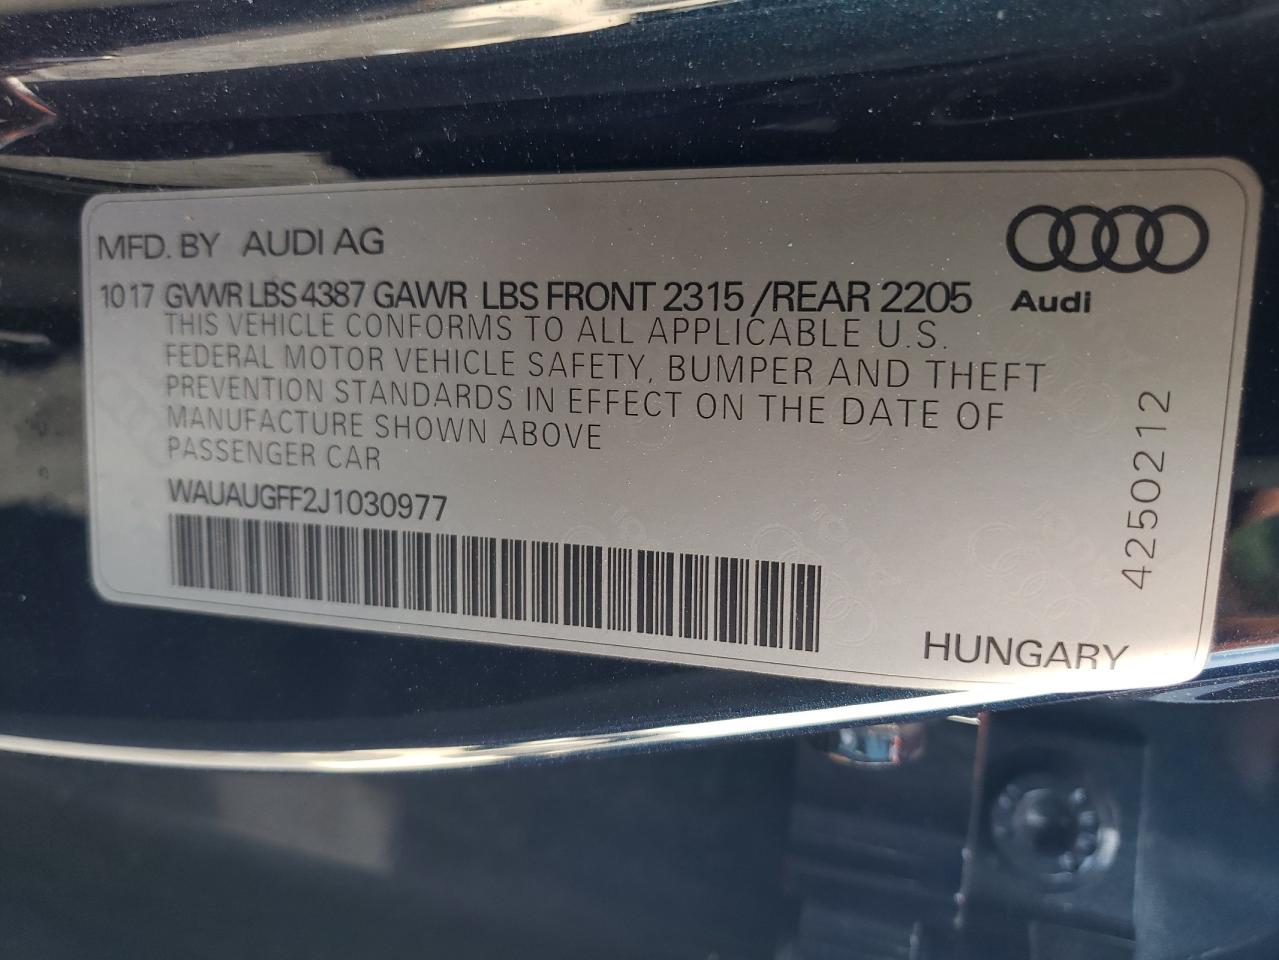 MFD. BY AUDI AG
1017 GVWR LBS 4387 GAWR LBS FRONT 2315 /REAR 2205
Audi
THIS VEHICLE CONFORMS TO ALL APPLICABLE U.S.
FEDERAL MOTOR VEHICLE SAFETY, BUMPER AND THEFT
PREVENTION STANDARDS IN EFFECT ON THE DATE OF
MANUFACTURE SHOWN ABOVE
PASSENGER CAR
WAUAUGFF2J1030977
4250212
HUNGARY